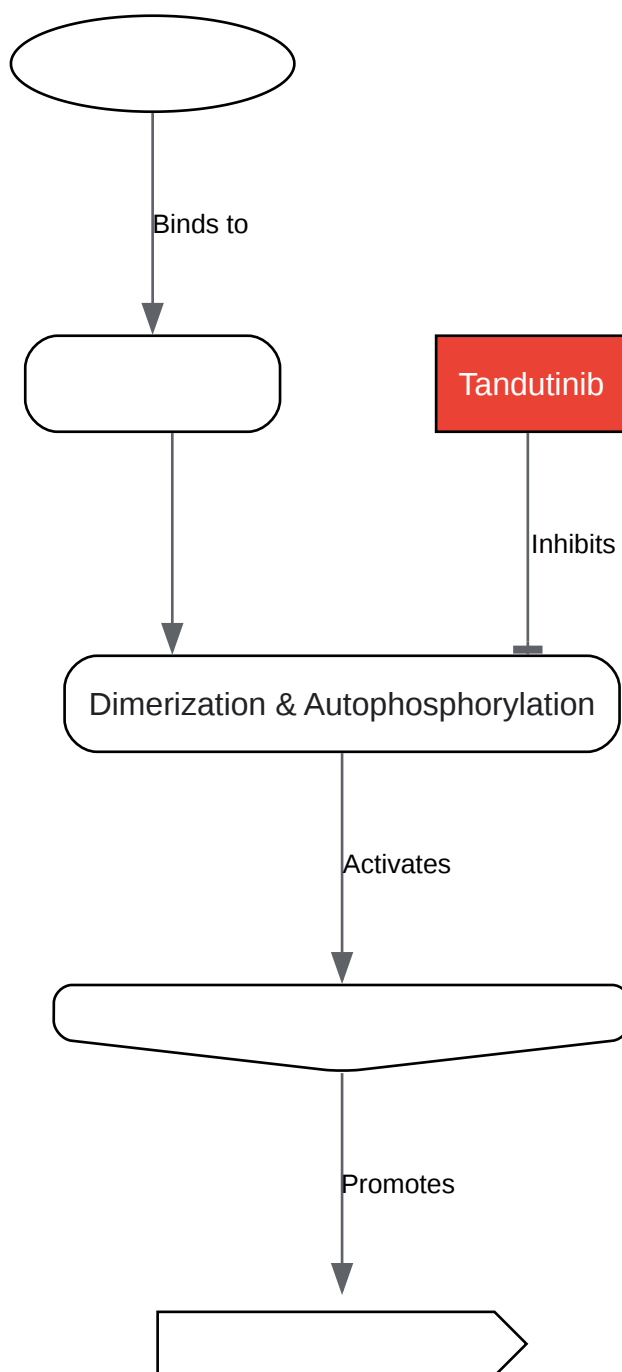 Binds to
Tandutinib
Inhibits
Dimerization & Autophosphorylation
Activates
Promotes